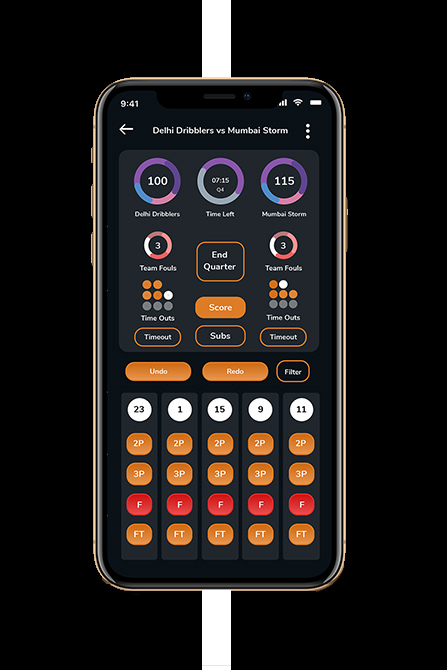 9:41
Delhi Dribblers vs Mumbai Storm
100 07:15 115
Q4
Delhi Dribblers Time Left Mumbai Storm
3 3
Team Fouls Team Fouls
End
Quarter
Time Outs Score Time Outs
Timeout Subs Timeout
Undo Redo Filter
23 1 15 9 11
2P 2P 2P 2P 2P
3P 3P 3P 3P 3P
F F F F F
FT FT FT FT FT